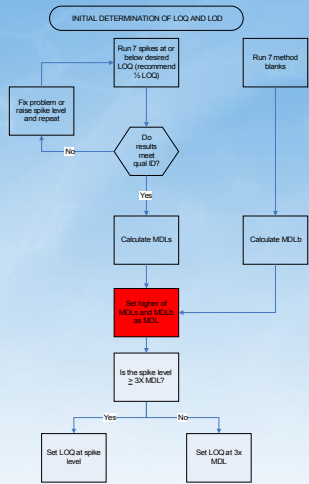 INITIAL DETERMINATION OF LOQ AND LOD
Run 7 spikes at or
below desired
LOQ (recommend
½ LOQ)
Run 7 method
blanks
Fix problem or
raise spike level
and repeat
Do
results
meet
qual ID?
No
Yes
Calculate MDLs
Calculate MDLb
Set higher of
MDLs and MDLb
as MDL
Is the spike level
≥ 3X MDL?
Yes
No
Set LOQ at spike
level
Set LOQ at 3x
MDL